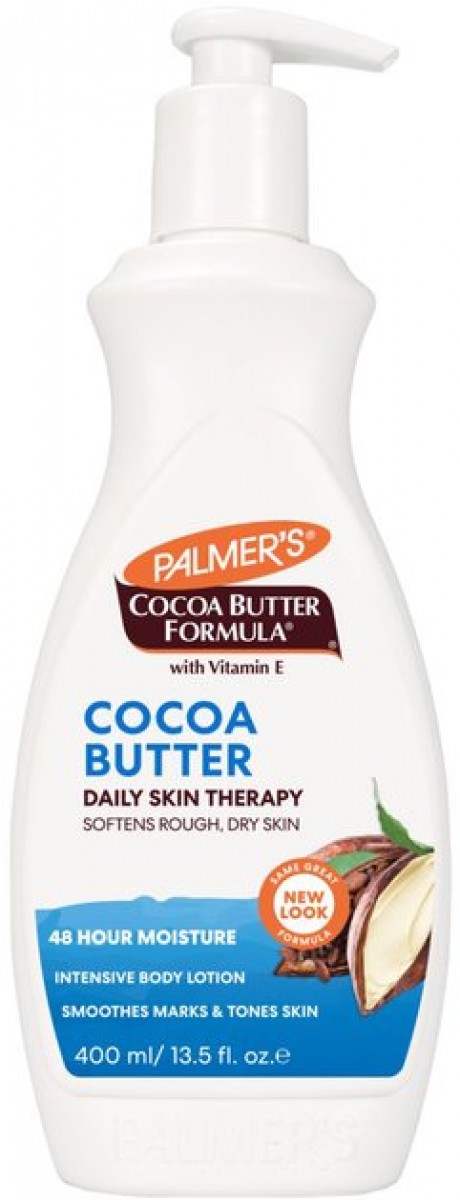 PALMER'S®
COCOA BUTTER
FORMULA®
®
with Vitamin E
COCOA
BUTTER
DAILY SKIN THERAPY
SOFTENS ROUGH, DRY SKIN
SAME GREAT
NEW
LOOK
FORMULA
48 HOUR MOISTURE
INTENSIVE BODY LOTION
SMOOTHES MARKS & TONES SKIN
400 ml/ 13.5 fl. oz.℮
PALMER'S